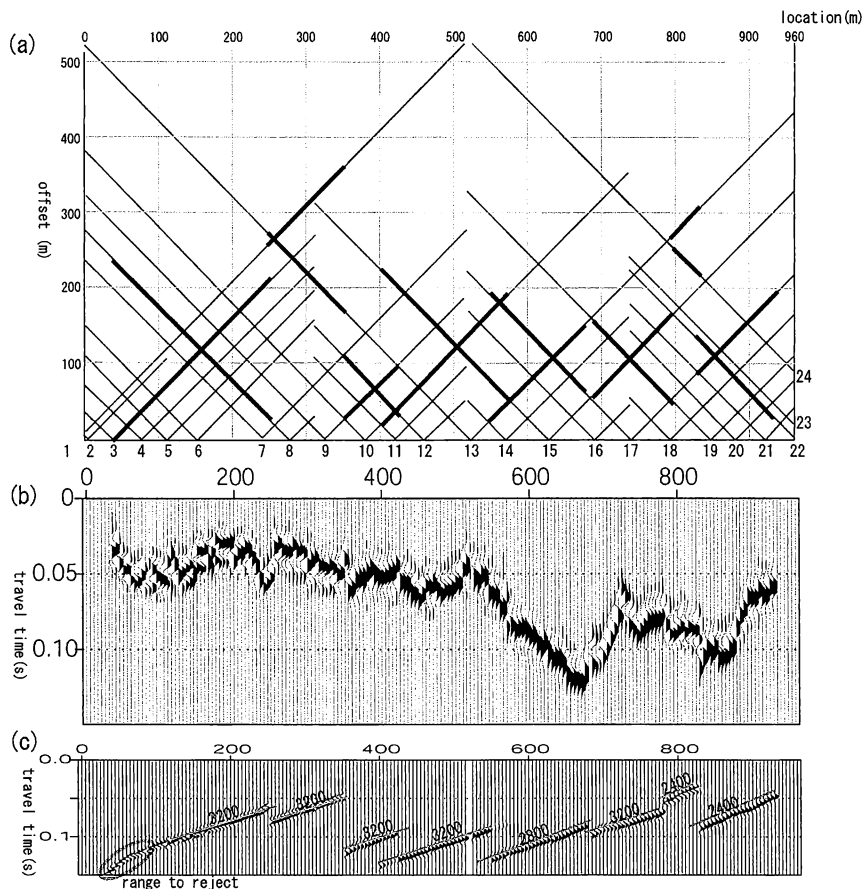 location(m)
(a)
0 100 200 300 400 500 600 700 800 900 960
500
400
300
200
100
offset (m)
24
23
1 2 3 4 5 6 7 8 9 10 11 12 13 14 15 16 17 18 19 20 21 22
(b)
0 200 400 600 800
0
0.05
0.10
travel time(s)
(c)
0 200 400 600 800
0.0
0.1
travel time(s)
3200 3200 3200 3200 2800 3200 2400 2400
range to reject